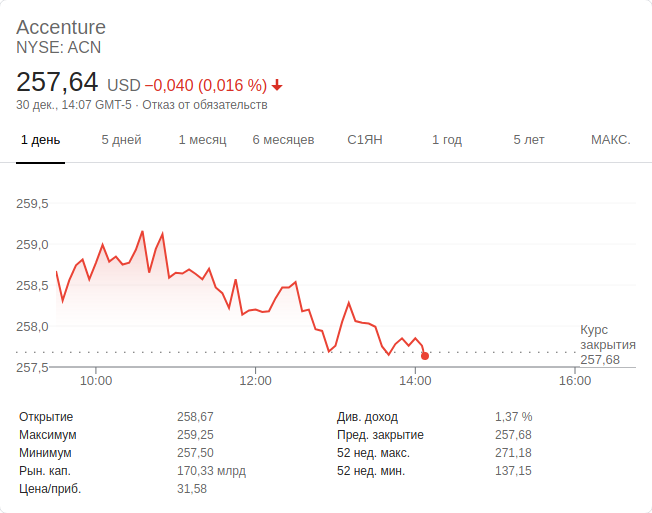 Accenture
NYSE: ACN
257,64 USD −0,040 (0,016 %)
30 дек., 14:07 GMT-5 · Отказ от обязательств
1 день 5 дней 1 месяц 6 месяцев С1ЯН 1 год 5 лет МАКС.
259,5
259,0
258,5
258,0
257,5
Курс
закрытия
257,68
10:00 12:00 14:00 16:00
Открытие 258,67
Максимум 259,25
Минимум 257,50
Рын. кап. 170,33 млрд
Цена/приб. 31,58
Див. доход 1,37 %
Пред. закрытие 257,68
52 нед. макс. 271,18
52 нед. мин. 137,15